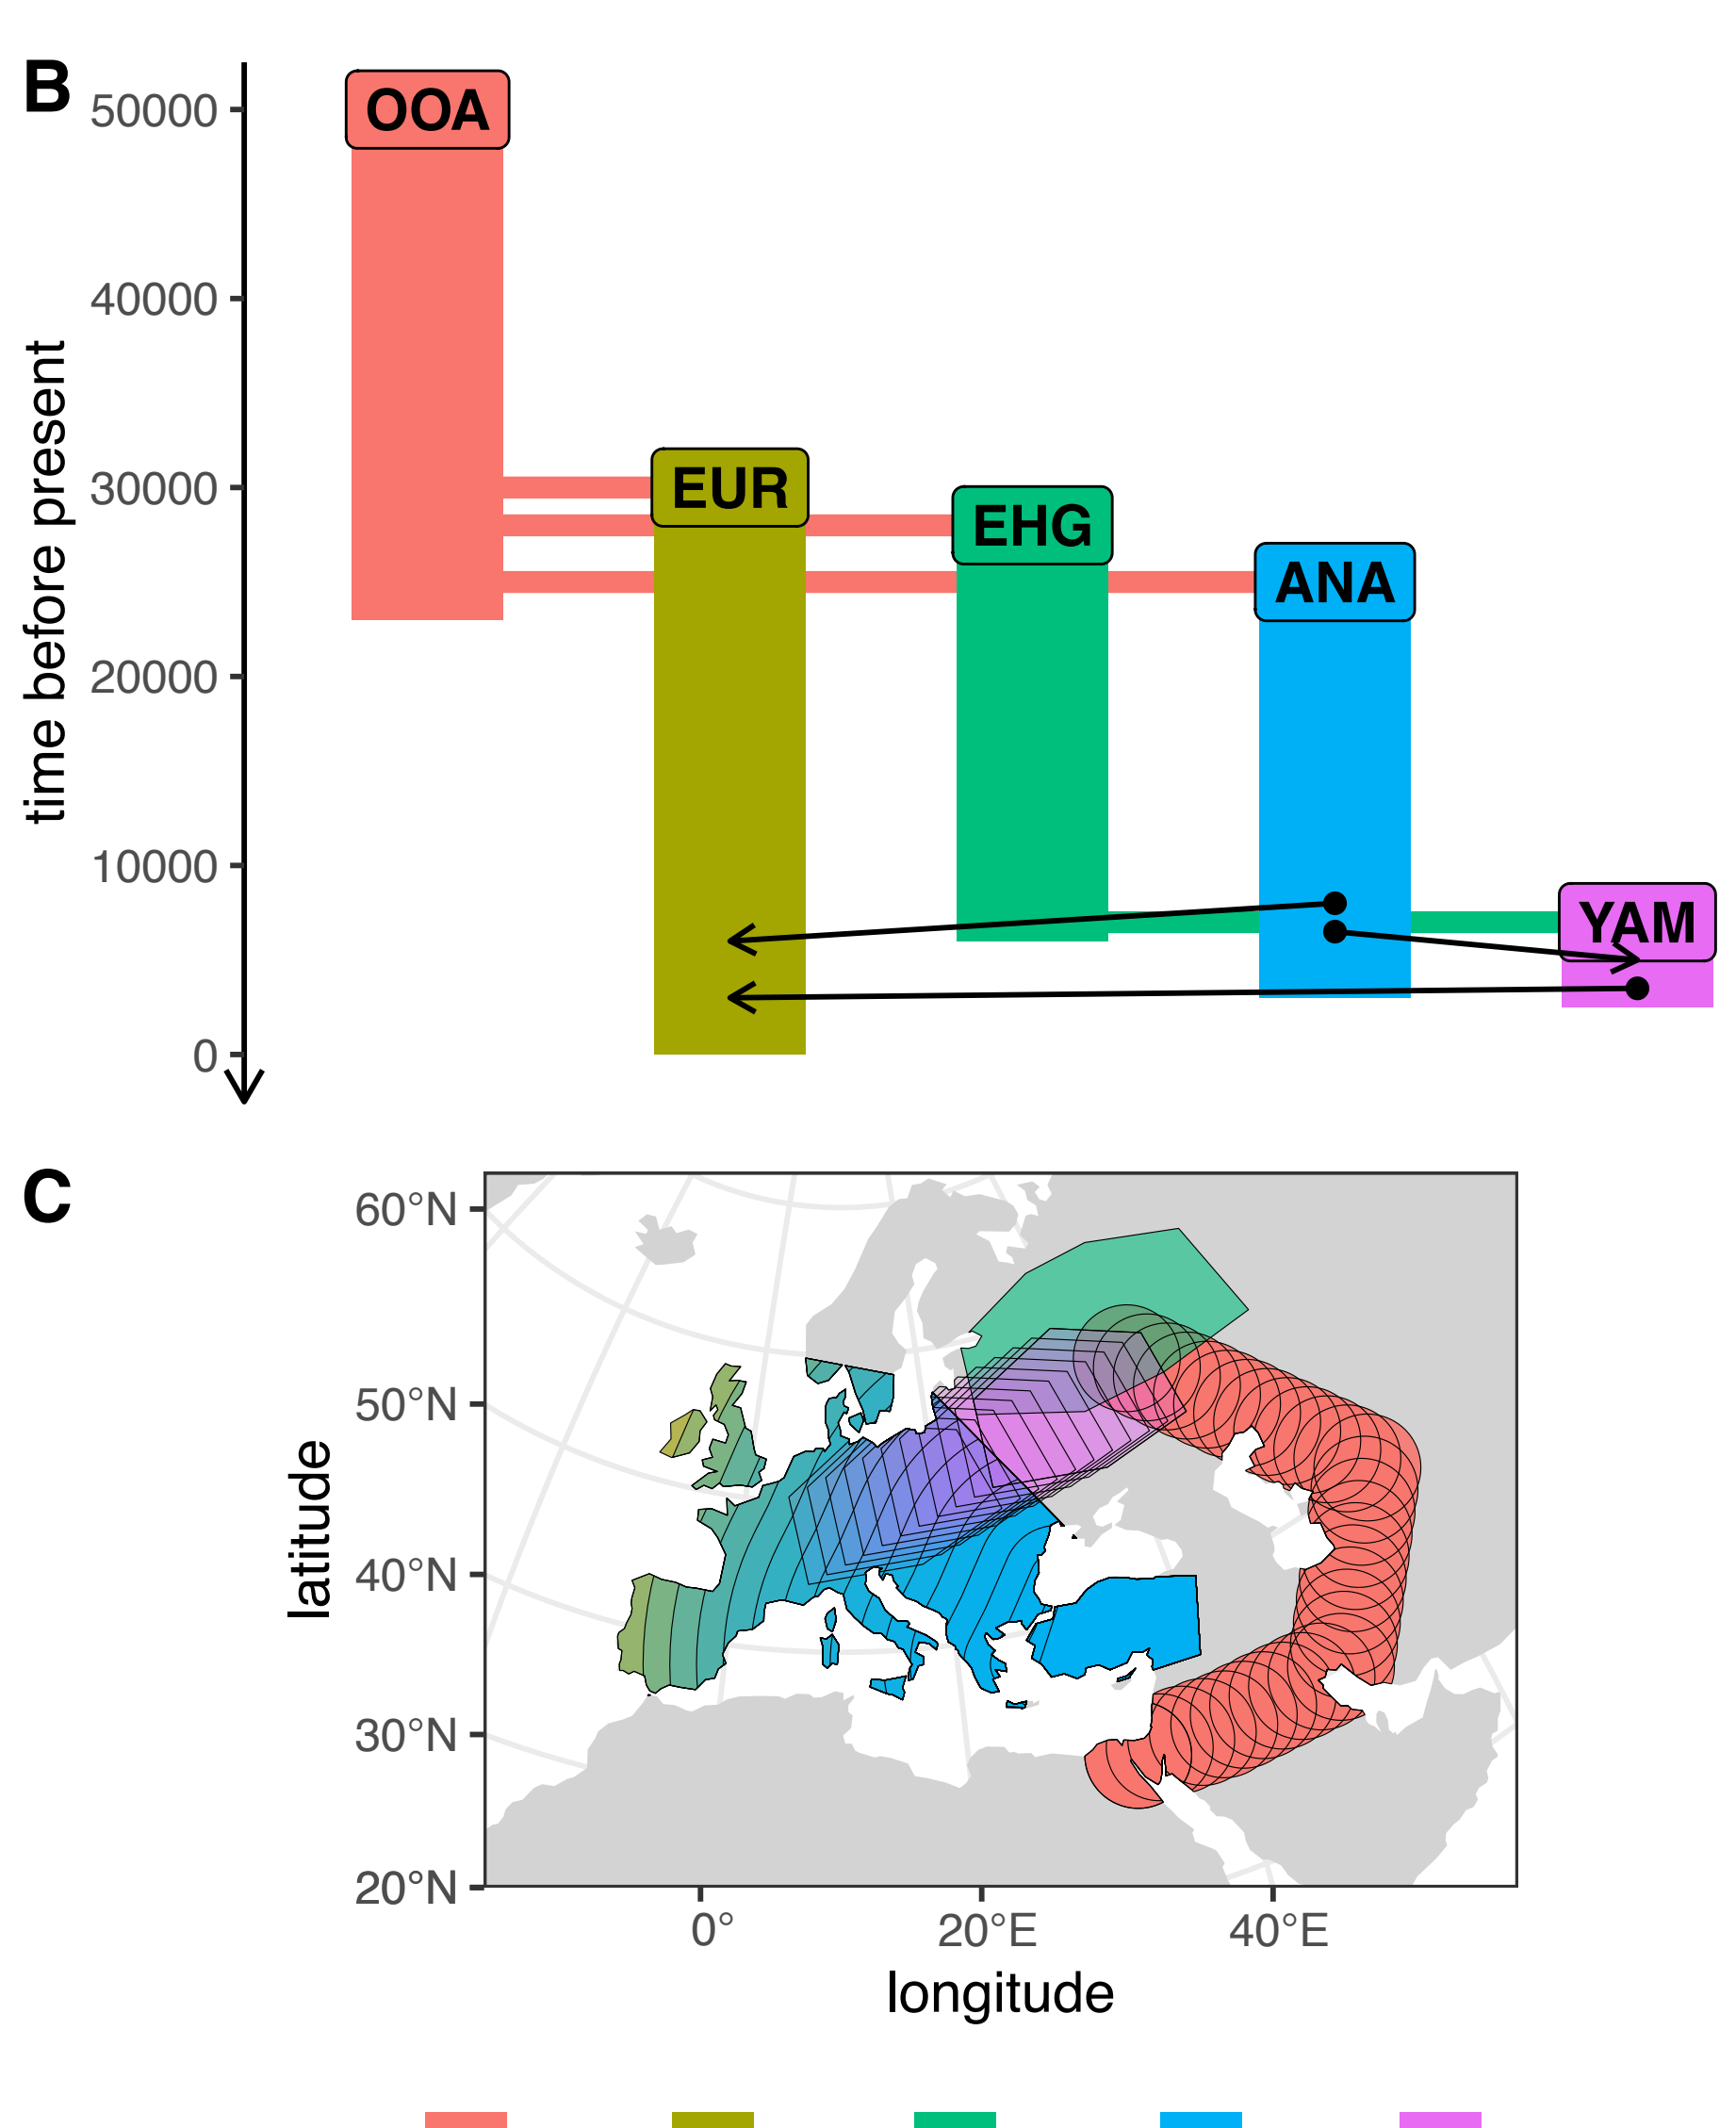 B
50000
40000
30000
20000
10000
0
time before present
OOA
EUR
EHG
ANA
YAM
C
60°N
50°N
40°N
30°N
20°N
latitude
0°
20°E
40°E
longitude